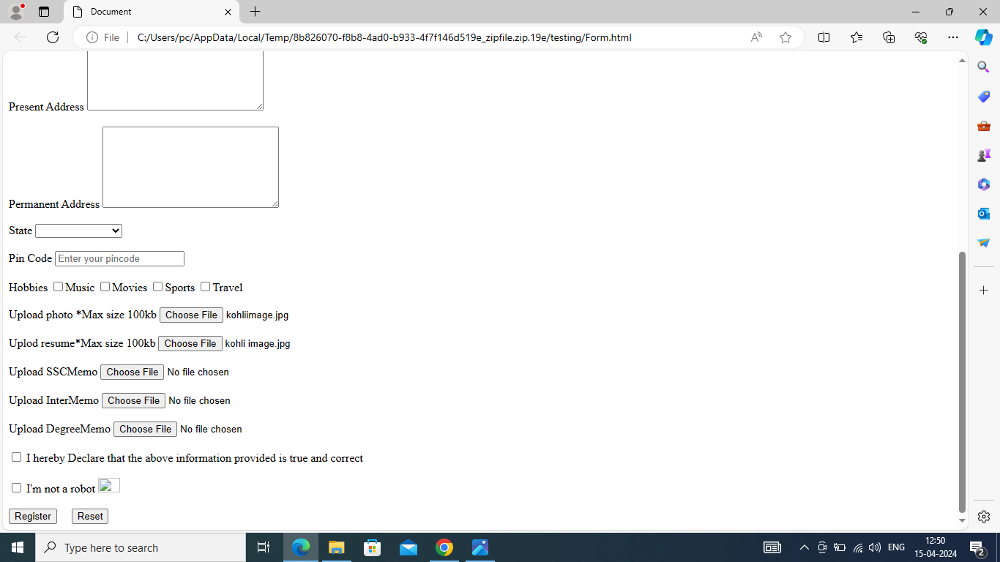 Document
File
C:/Users/pc/AppData/Local/Temp/8b826070-f8b8-4ad0-b933-4f7f146d519e_zipfile.zip.19e/testing/Form.html
Present Address
Permanent Address
State
Pin Code Enter your pincode
Hobbies Music Movies Sports Travel
Upload photo *Max size 100kb Choose File kohliimage.jpg
Uplod resume*Max size 100kb Choose File kohli image.jpg
Upload SSCMemo Choose File No file chosen
Upload InterMemo Choose File No file chosen
Upload DegreeMemo Choose File No file chosen
I hereby Declare that the above information provided is true and correct
I'm not a robot
Register Reset
Type here to search
ENG
12:50
15-04-2024
2